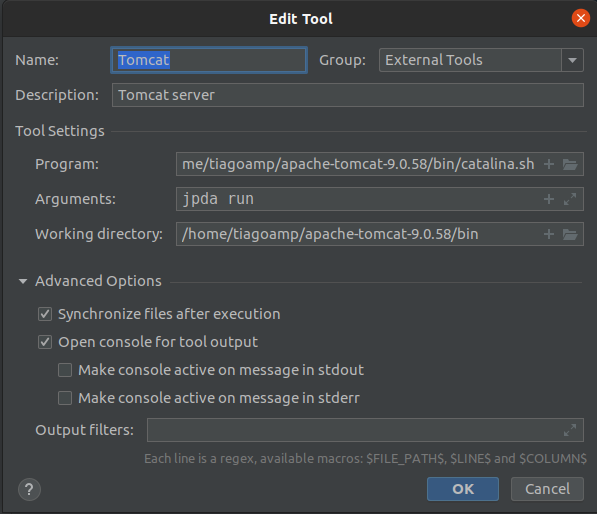 Edit Tool
Name: Tomcat Group: External Tools
Description: Tomcat server
Tool Settings
Program: me/tiagoamp/apache-tomcat-9.0.58/bin/catalina.sh
Arguments: jpda run
Working directory: /home/tiagoamp/apache-tomcat-9.0.58/bin
Advanced Options
Synchronize files after execution
Open console for tool output
Make console active on message in stdout
Make console active on message in stderr
Output filters:
Each line is a regex, available macros: $FILE_PATH$, $LINE$ and $COLUMN$
? OK Cancel